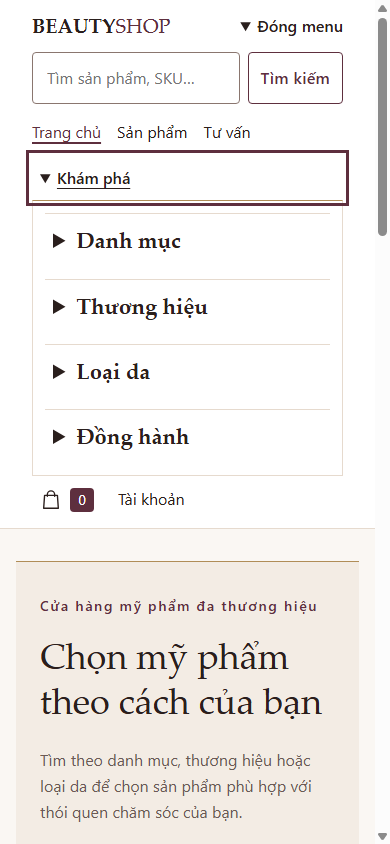 BEAUTYSHOP
▼ Đóng menu
Tìm sản phẩm, SKU...
Tìm kiếm
Trang chủ Sản phẩm Tư vấn
▼ Khám phá
▶ Danh mục
▶ Thương hiệu
▶ Loại da
▶ Đồng hành
0 Tài khoản
Cửa hàng mỹ phẩm đa thương hiệu
Chọn mỹ phẩm
theo cách của bạn
Tìm theo danh mục, thương hiệu hoặc
loại da để chọn sản phẩm phù hợp với
thói quen chăm sóc của bạn.